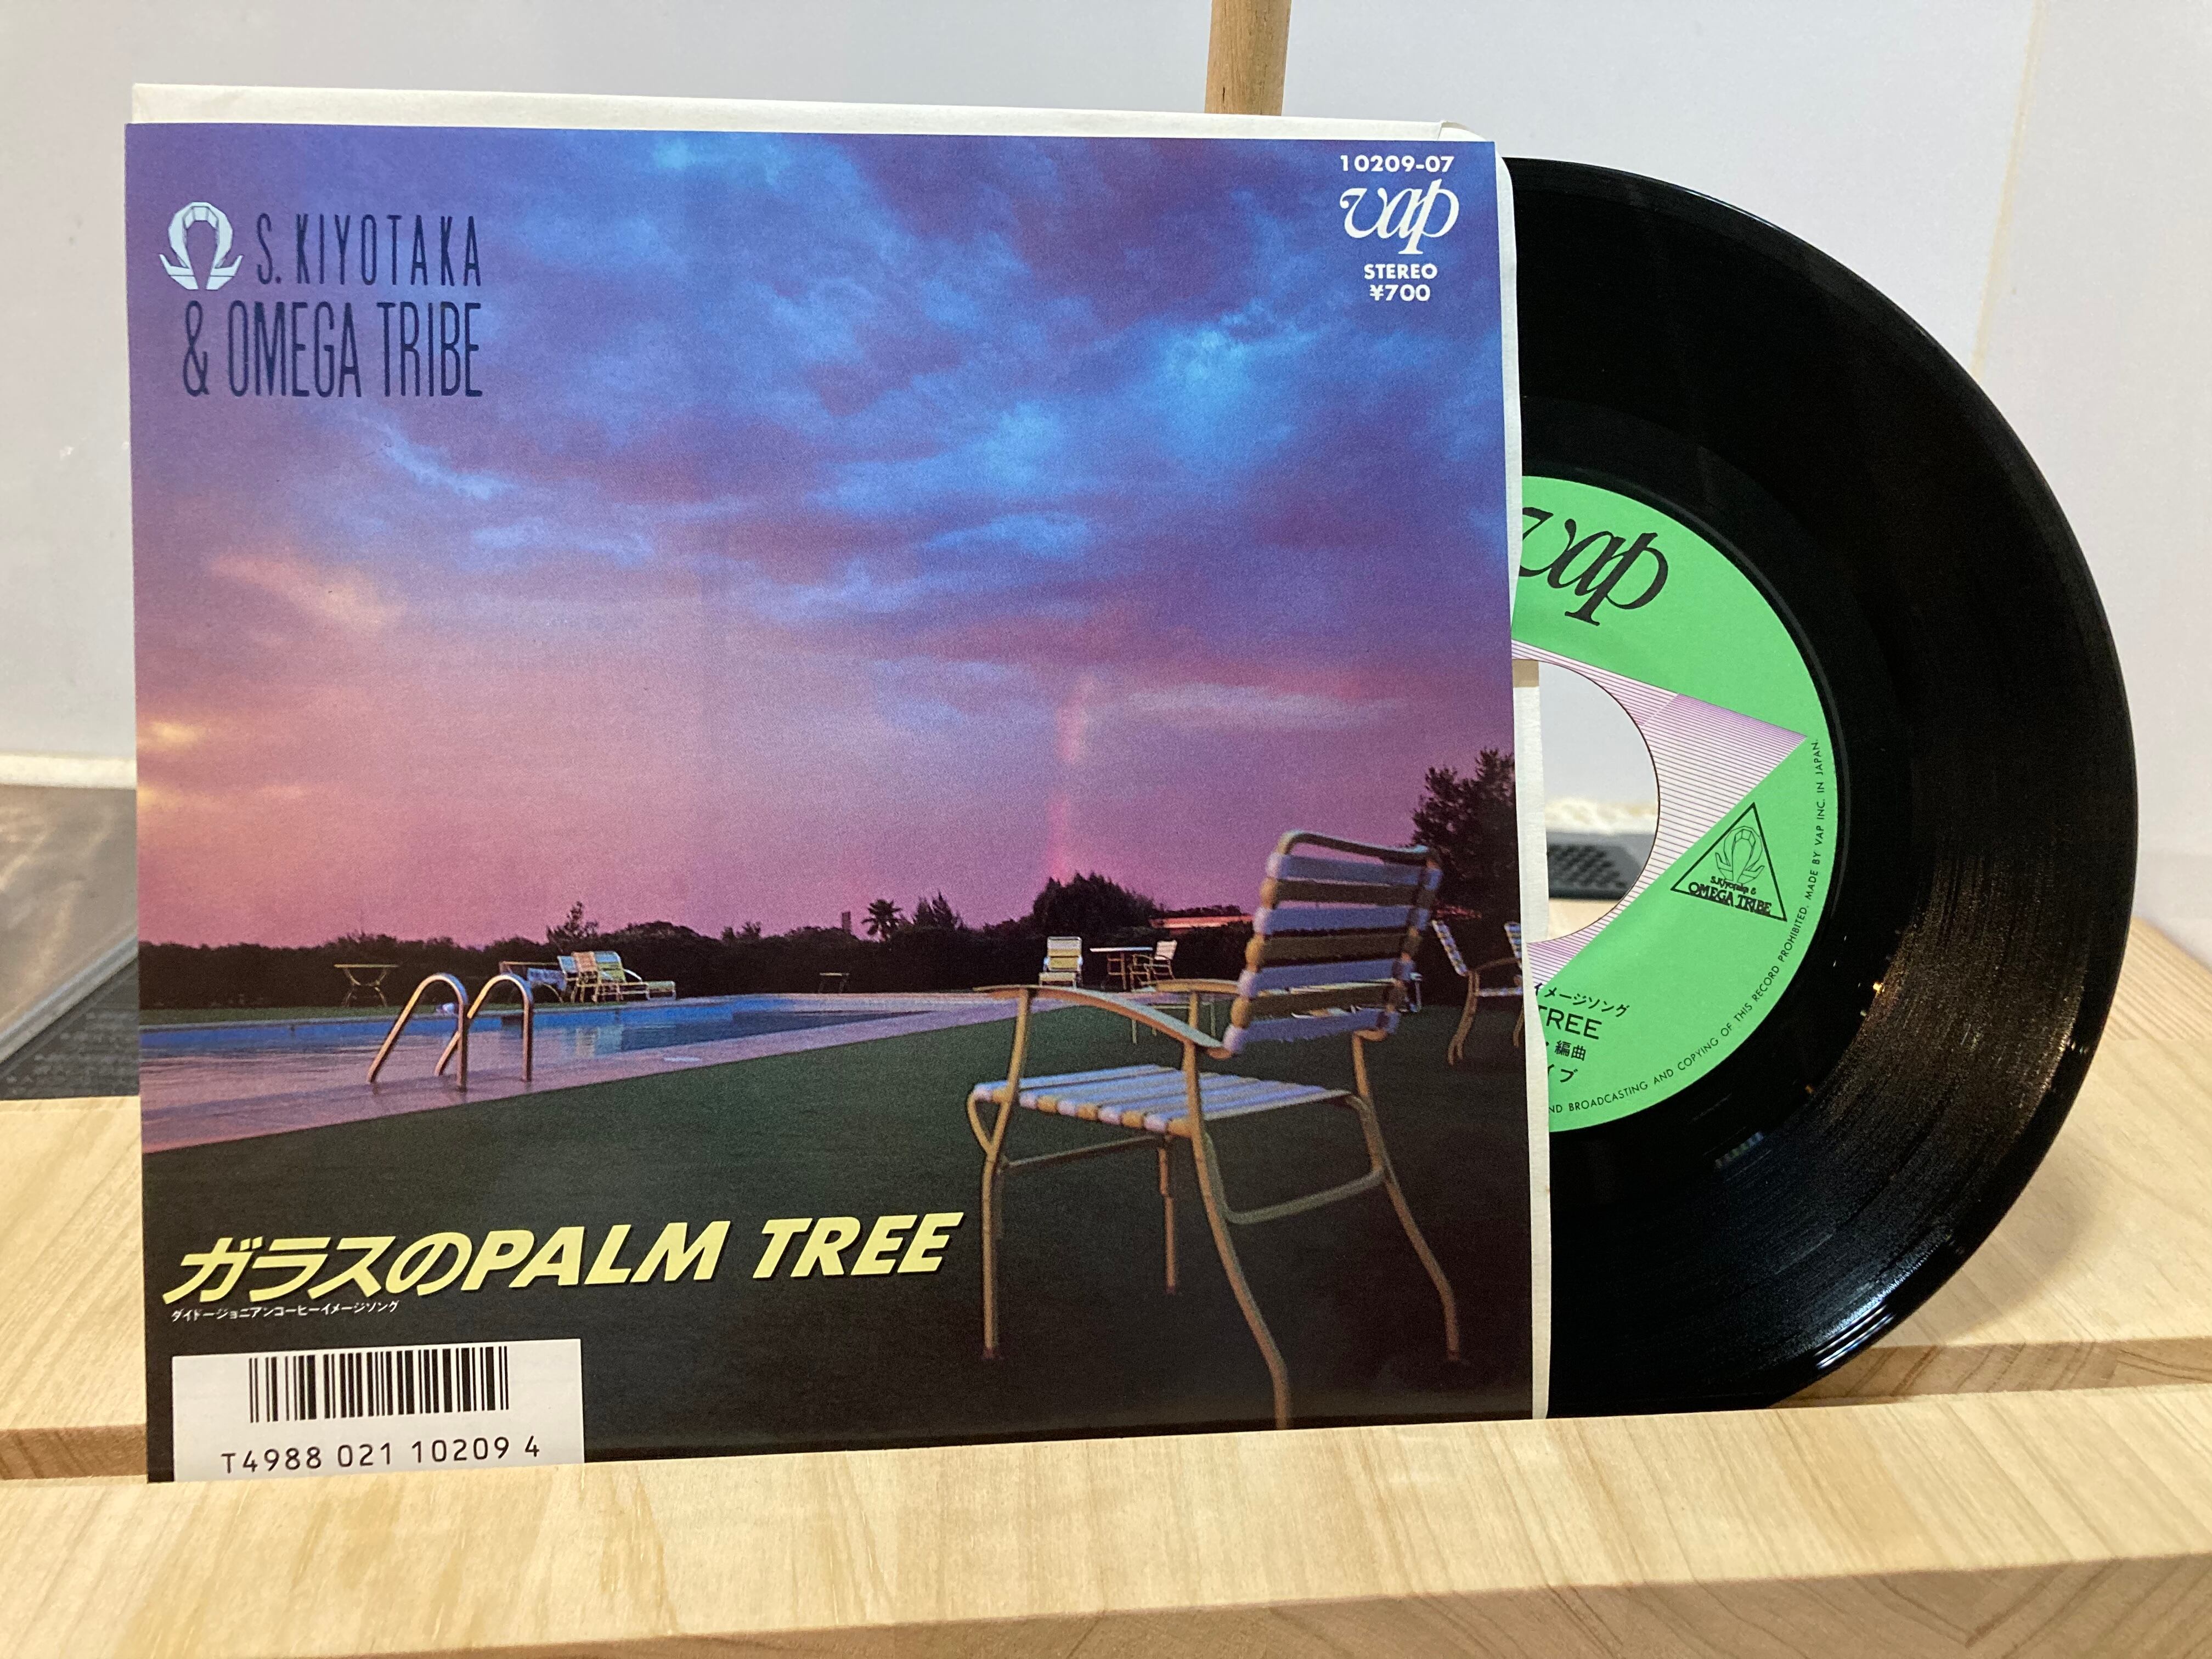 S. KIYOTAKA
& OMEGA TRIBE
10209-07
vap
STEREO
¥700
ガラスのPALM TREE
ダイドージョニアンコーヒーイメージソング
T4988 021 10209 4
vap
S.Kiyotaka &
OMEGA TRIBE
イメージソング
TREE
・編曲
イブ
ND BROADCASTING AND COPYING OF THIS RECORD PROHIBITED. MADE BY VAP INC. IN JAPAN.